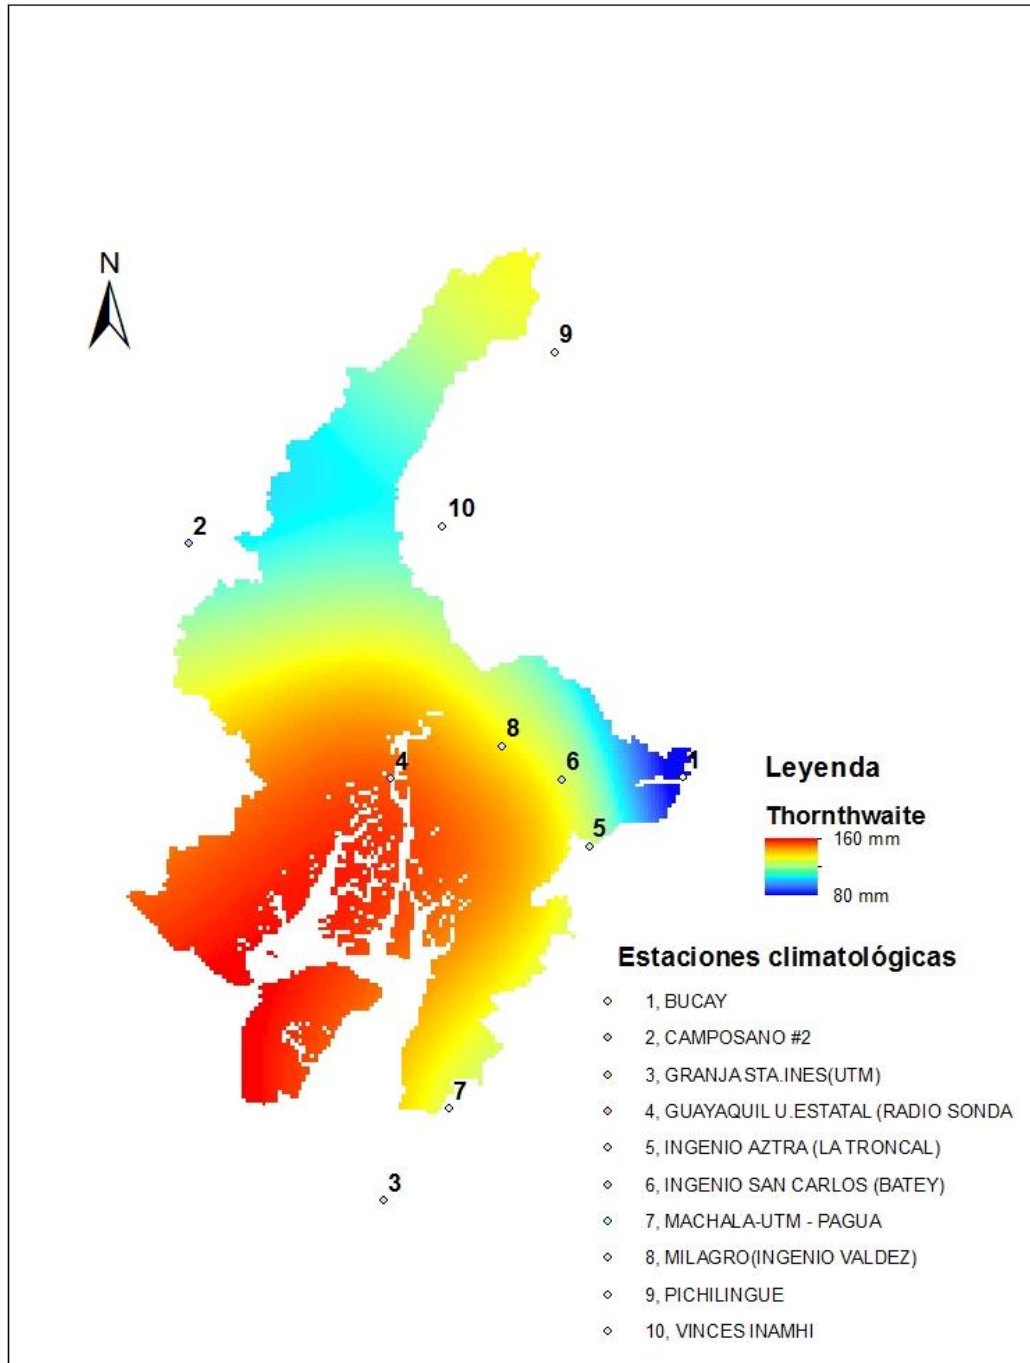 N
9
10
2
8
1
6
4
5
Leyenda
Thornthwaite
160 mm
80 mm
7
3
Estaciones climatológicas
1, BUCAY
2, CAMPOSANO #2
3, GRANJA STA.INES(UTM)
4, GUAYAQUIL U.ESTATAL (RADIO SONDA
5, INGENIO AZTRA (LA TRONCAL)
6, INGENIO SAN CARLOS (BATEY)
7, MACHALA-UTM - PAGUA
8, MILAGRO(INGENIO VALDEZ)
9, PICHILINGUE
10, VINCES INAMHI